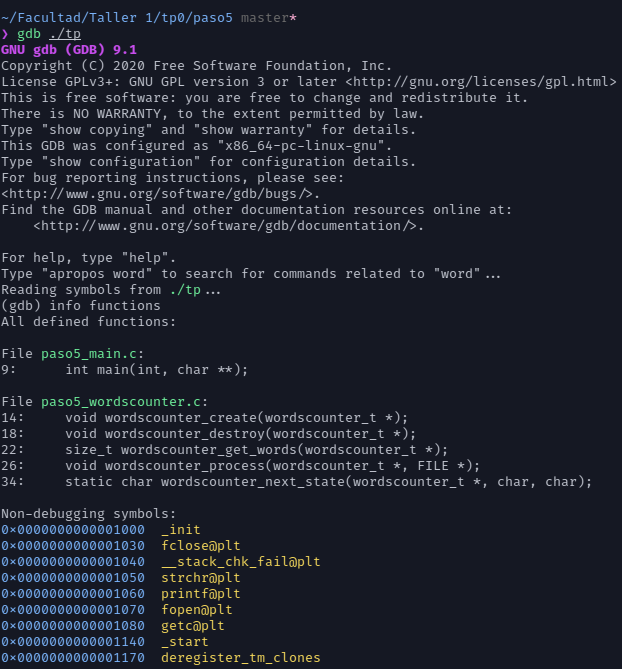 ~/Facultad/Taller 1/tp0/paso5 master*
❯ gdb ./tp
GNU gdb (GDB) 9.1
Copyright (C) 2020 Free Software Foundation, Inc.
License GPLv3+: GNU GPL version 3 or later <http://gnu.org/licenses/gpl.html>
This is free software: you are free to change and redistribute it.
There is NO WARRANTY, to the extent permitted by law.
Type "show copying" and "show warranty" for details.
This GDB was configured as "x86_64-pc-linux-gnu".
Type "show configuration" for configuration details.
For bug reporting instructions, please see:
<http://www.gnu.org/software/gdb/bugs/>.
Find the GDB manual and other documentation resources online at:
    <http://www.gnu.org/software/gdb/documentation/>.

For help, type "help".
Type "apropos word" to search for commands related to "word"...
Reading symbols from ./tp...
(gdb) info functions
All defined functions:

File paso5_main.c:
9:      int main(int, char **);

File paso5_wordscounter.c:
14:     void wordscounter_create(wordscounter_t *);
18:     void wordscounter_destroy(wordscounter_t *);
22:     size_t wordscounter_get_words(wordscounter_t *);
26:     void wordscounter_process(wordscounter_t *, FILE *);
34:     static char wordscounter_next_state(wordscounter_t *, char, char);

Non-debugging symbols:
0x0000000000001000  _init
0x0000000000001030  fclose@plt
0x0000000000001040  __stack_chk_fail@plt
0x0000000000001050  strchr@plt
0x0000000000001060  printf@plt
0x0000000000001070  fopen@plt
0x0000000000001080  getc@plt
0x0000000000001140  _start
0x0000000000001170  deregister_tm_clones